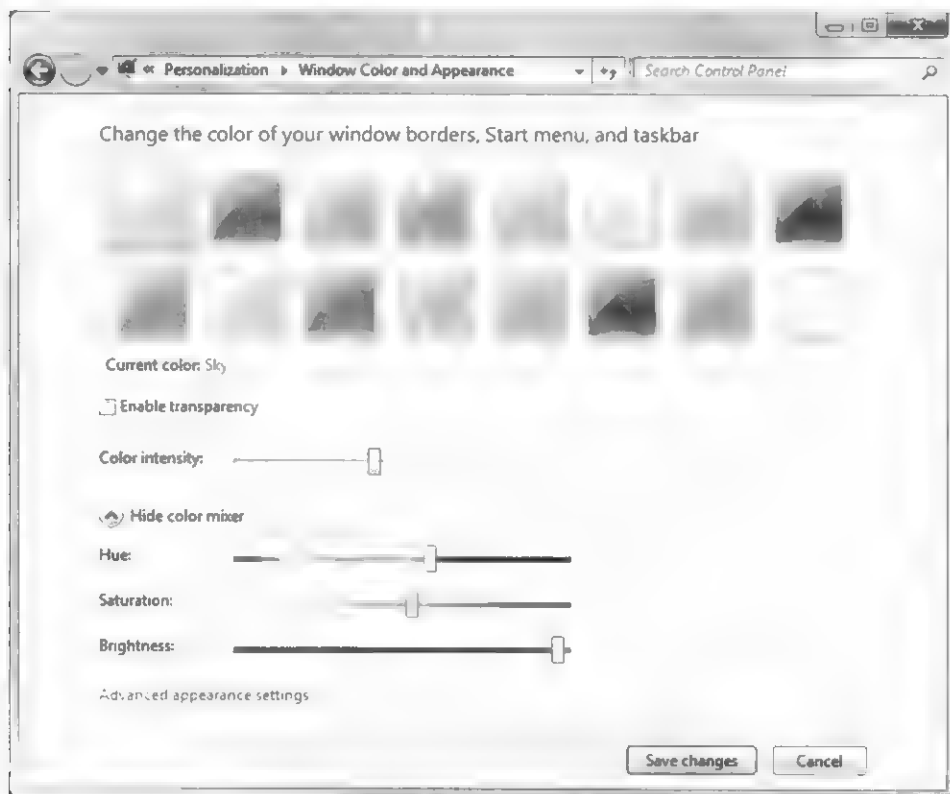 « Personalization ▸ Window Color and Appearance
Search Control Panel
Change the color of your window borders, Start menu, and taskbar
Current color: Sky
Enable transparency
Color intensity:
Hide color mixer
Hue:
Saturation:
Brightness:
Advanced appearance settings
Save changes
Cancel